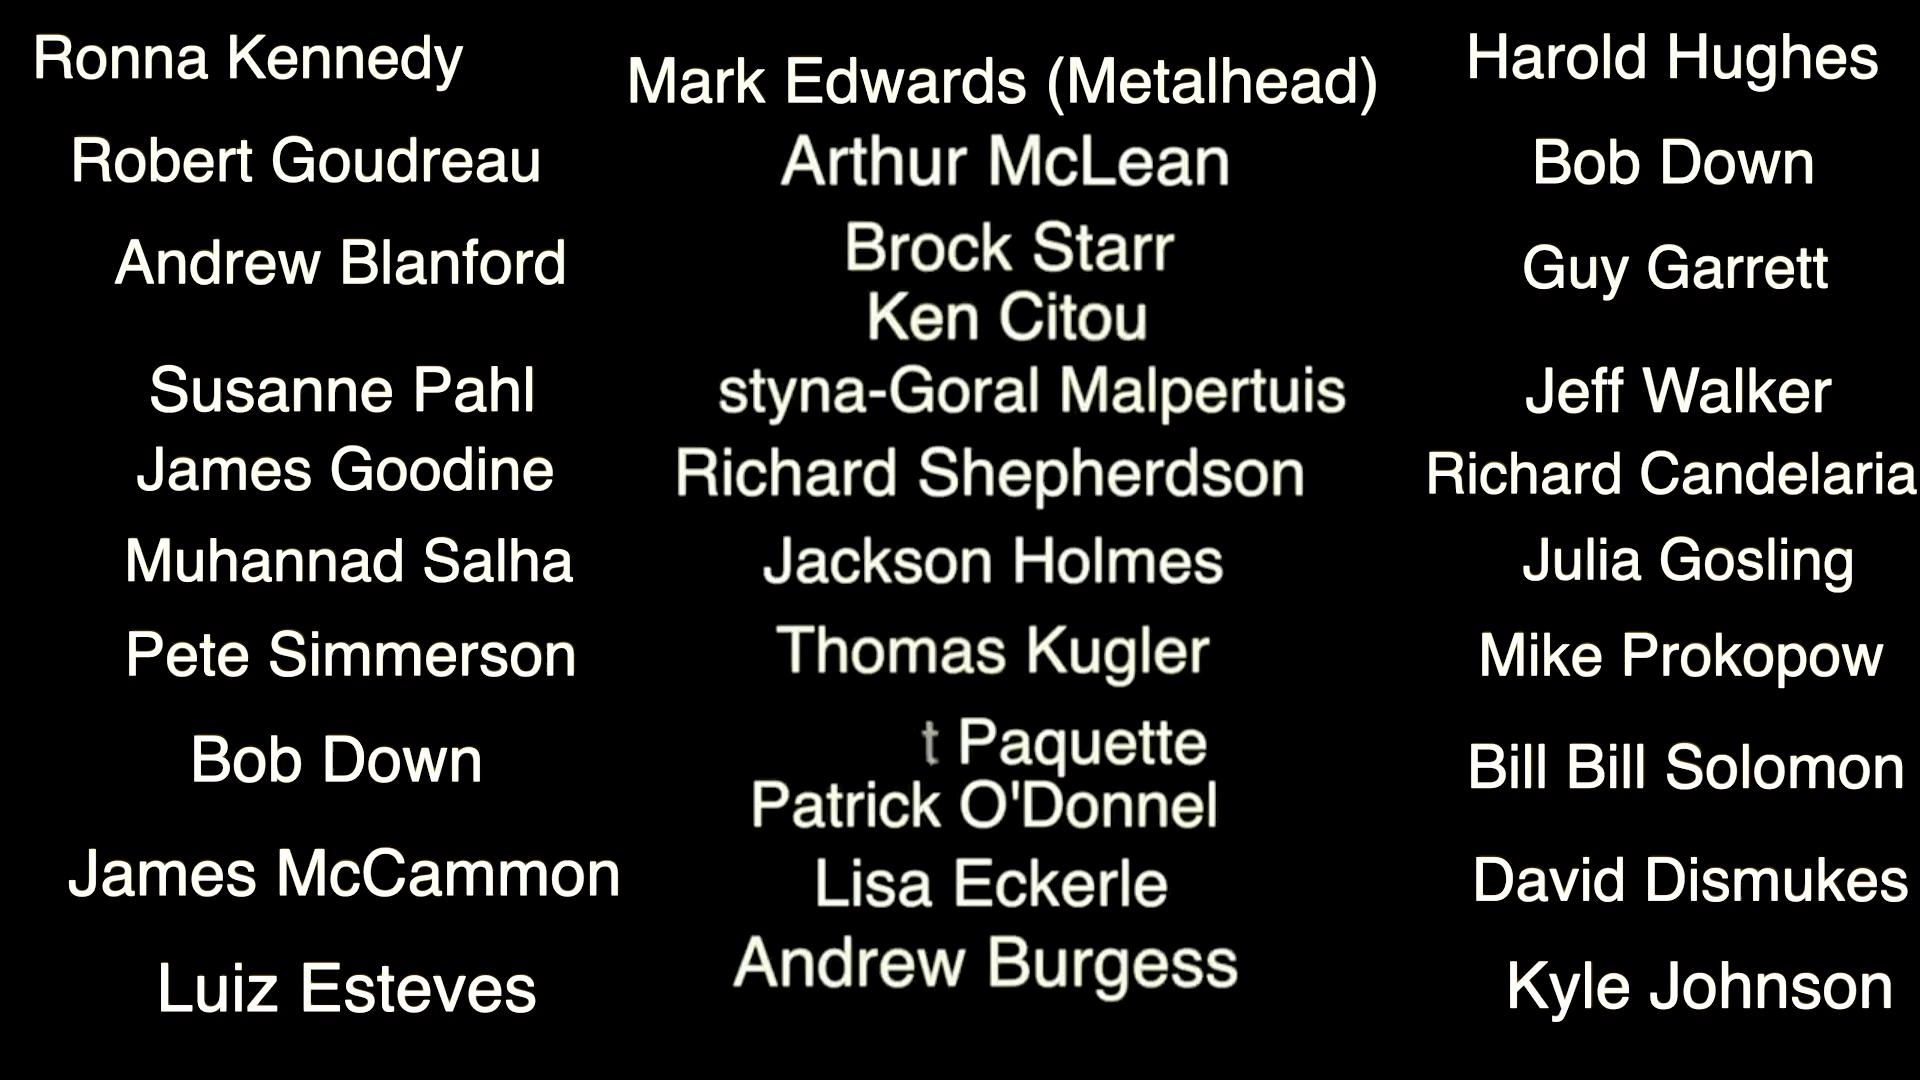 Ronna Kennedy
Robert Goudreau
Andrew Blanford
Susanne Pahl
James Goodine
Muhannad Salha
Pete Simmerson
Bob Down
James McCammon
Luiz Esteves
Mark Edwards (Metalhead)
Arthur McLean
Brock Starr
Ken Citou
styna-Goral Malpertuis
Richard Shepherdson
Jackson Holmes
Thomas Kugler
t Paquette
Patrick O'Donnel
Lisa Eckerle
Andrew Burgess
Harold Hughes
Bob Down
Guy Garrett
Jeff Walker
Richard Candelaria
Julia Gosling
Mike Prokopow
Bill Bill Solomon
David Dismukes
Kyle Johnson